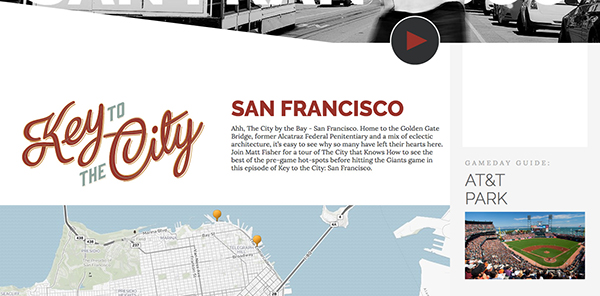 Key TO
THE City
SAN FRANCISCO
Ahh, The City by the Bay - San Francisco. Home to the Golden Gate
Bridge, former Alcatraz Federal Penitentiary and a mix of eclectic
architecture, it's easy to see why so many have left their hearts here.
Join Matt Fisher for a tour of The City that Knows How to see the
best of the pre-game hot-spots before hitting the Giants game in
this episode of Key to the City: San Francisco.
GAMEDAY GUIDE:
AT&T
PARK